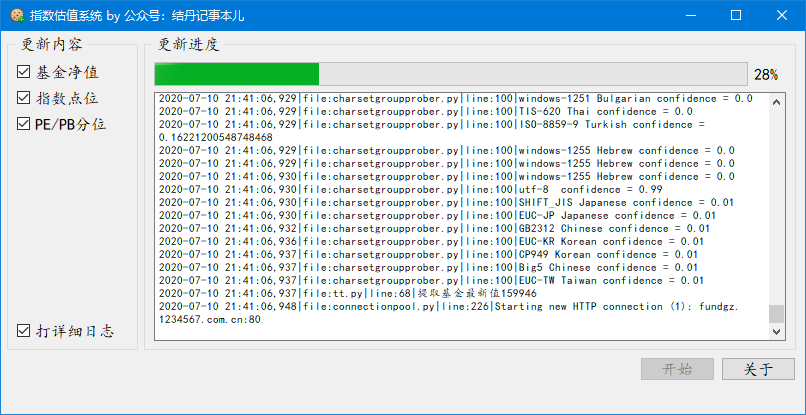 指数估值系统 by 公众号：结丹记事本儿
更新内容
基金净值
指数点位
PE/PB分位
打详细日志
更新进度
28%
2020-07-10 21:41:06,929|file:charsetgroupprober.py|line:100|windows-1251 Bulgarian confidence = 0.0
2020-07-10 21:41:06,929|file:charsetgroupprober.py|line:100|TIS-620 Thai confidence = 0.0
2020-07-10 21:41:06,929|file:charsetgroupprober.py|line:100|ISO-8859-9 Turkish confidence =
0.16221200548748468
2020-07-10 21:41:06,929|file:charsetgroupprober.py|line:100|windows-1255 Hebrew confidence = 0.0
2020-07-10 21:41:06,929|file:charsetgroupprober.py|line:100|windows-1255 Hebrew confidence = 0.0
2020-07-10 21:41:06,930|file:charsetgroupprober.py|line:100|windows-1255 Hebrew confidence = 0.0
2020-07-10 21:41:06,930|file:charsetgroupprober.py|line:100|utf-8  confidence = 0.99
2020-07-10 21:41:06,930|file:charsetgroupprober.py|line:100|SHIFT_JIS Japanese confidence = 0.01
2020-07-10 21:41:06,930|file:charsetgroupprober.py|line:100|EUC-JP Japanese confidence = 0.01
2020-07-10 21:41:06,932|file:charsetgroupprober.py|line:100|GB2312 Chinese confidence = 0.01
2020-07-10 21:41:06,936|file:charsetgroupprober.py|line:100|EUC-KR Korean confidence = 0.01
2020-07-10 21:41:06,937|file:charsetgroupprober.py|line:100|CP949 Korean confidence = 0.01
2020-07-10 21:41:06,937|file:charsetgroupprober.py|line:100|Big5 Chinese confidence = 0.01
2020-07-10 21:41:06,937|file:charsetgroupprober.py|line:100|EUC-TW Taiwan confidence = 0.01
2020-07-10 21:41:06,937|file:tt.py|line:68|提取基金最新值159946
2020-07-10 21:41:06,948|file:connectionpool.py|line:226|Starting new HTTP connection (1): fundgz.
1234567.com.cn:80
开始
关于